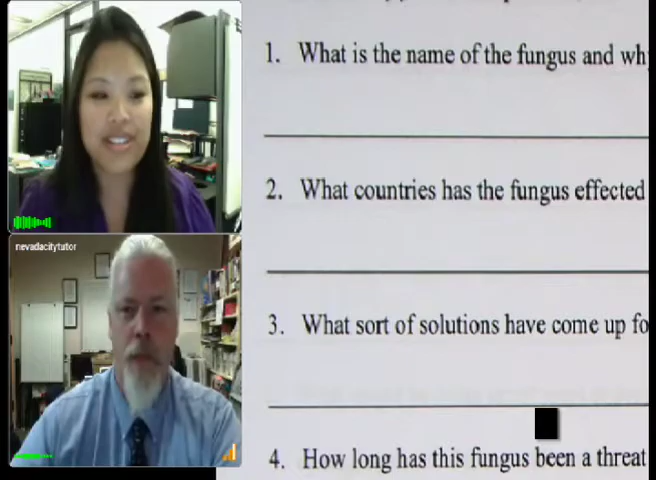 nevadacitytutor
1. What is the name of the fungus and why
2. What countries has the fungus effected
3. What sort of solutions have come up fo
4. How long has this fungus been a threat